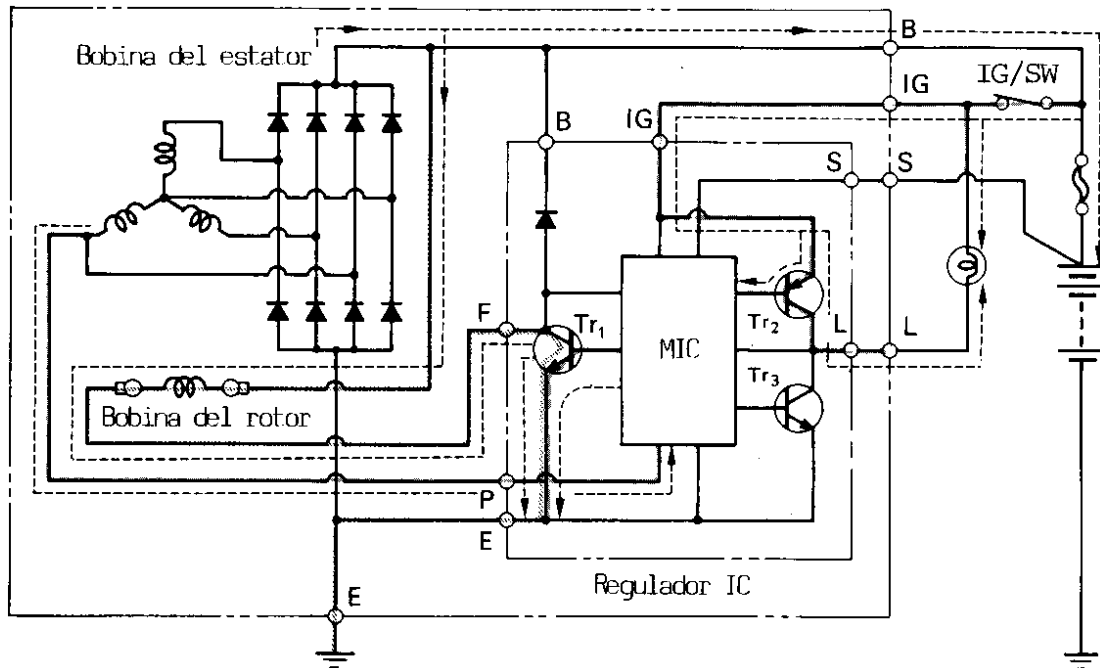 B
Bobina del estator
IG/SW
IG
B
IG
S
S
F
Tr1
Tr2
L
L
MIC
Tr3
Bobina del rotor
P
E
Regulador IC
E